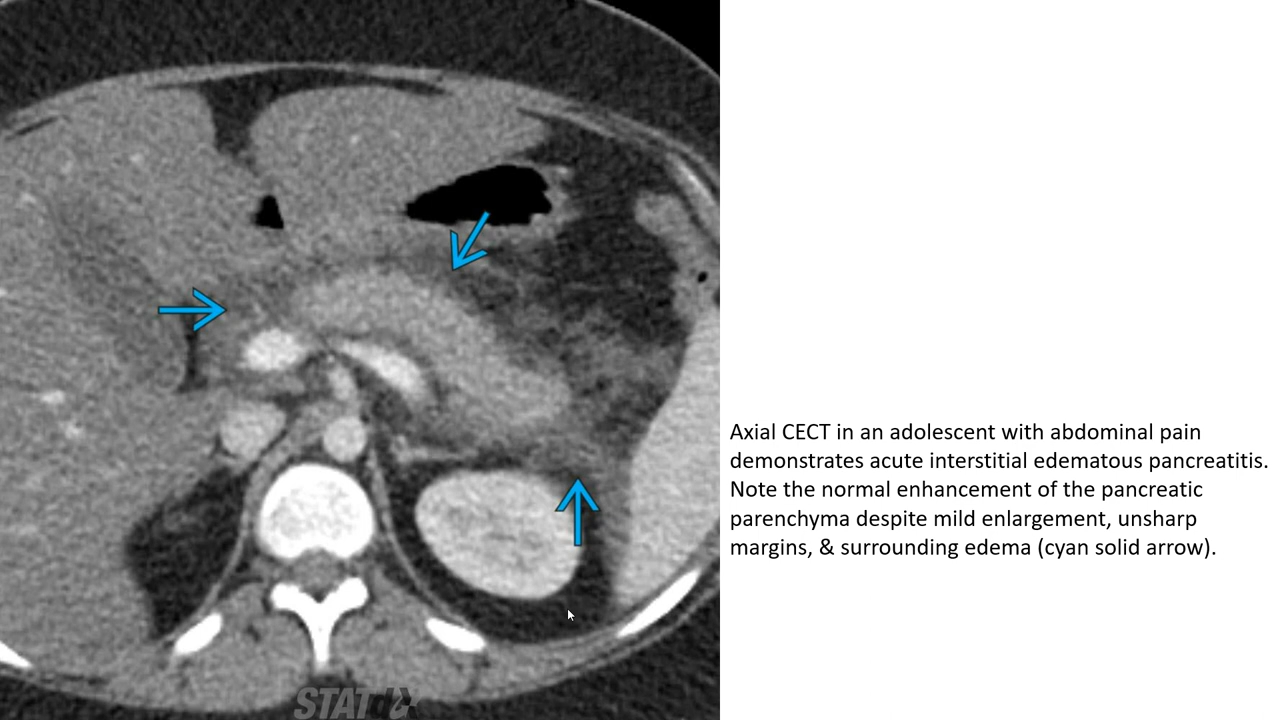 Axial CECT in an adolescent with abdominal pain
demonstrates acute interstitial edematous pancreatitis.
Note the normal enhancement of the pancreatic
parenchyma despite mild enlargement, unsharp
margins, & surrounding edema (cyan solid arrow).
STATdx